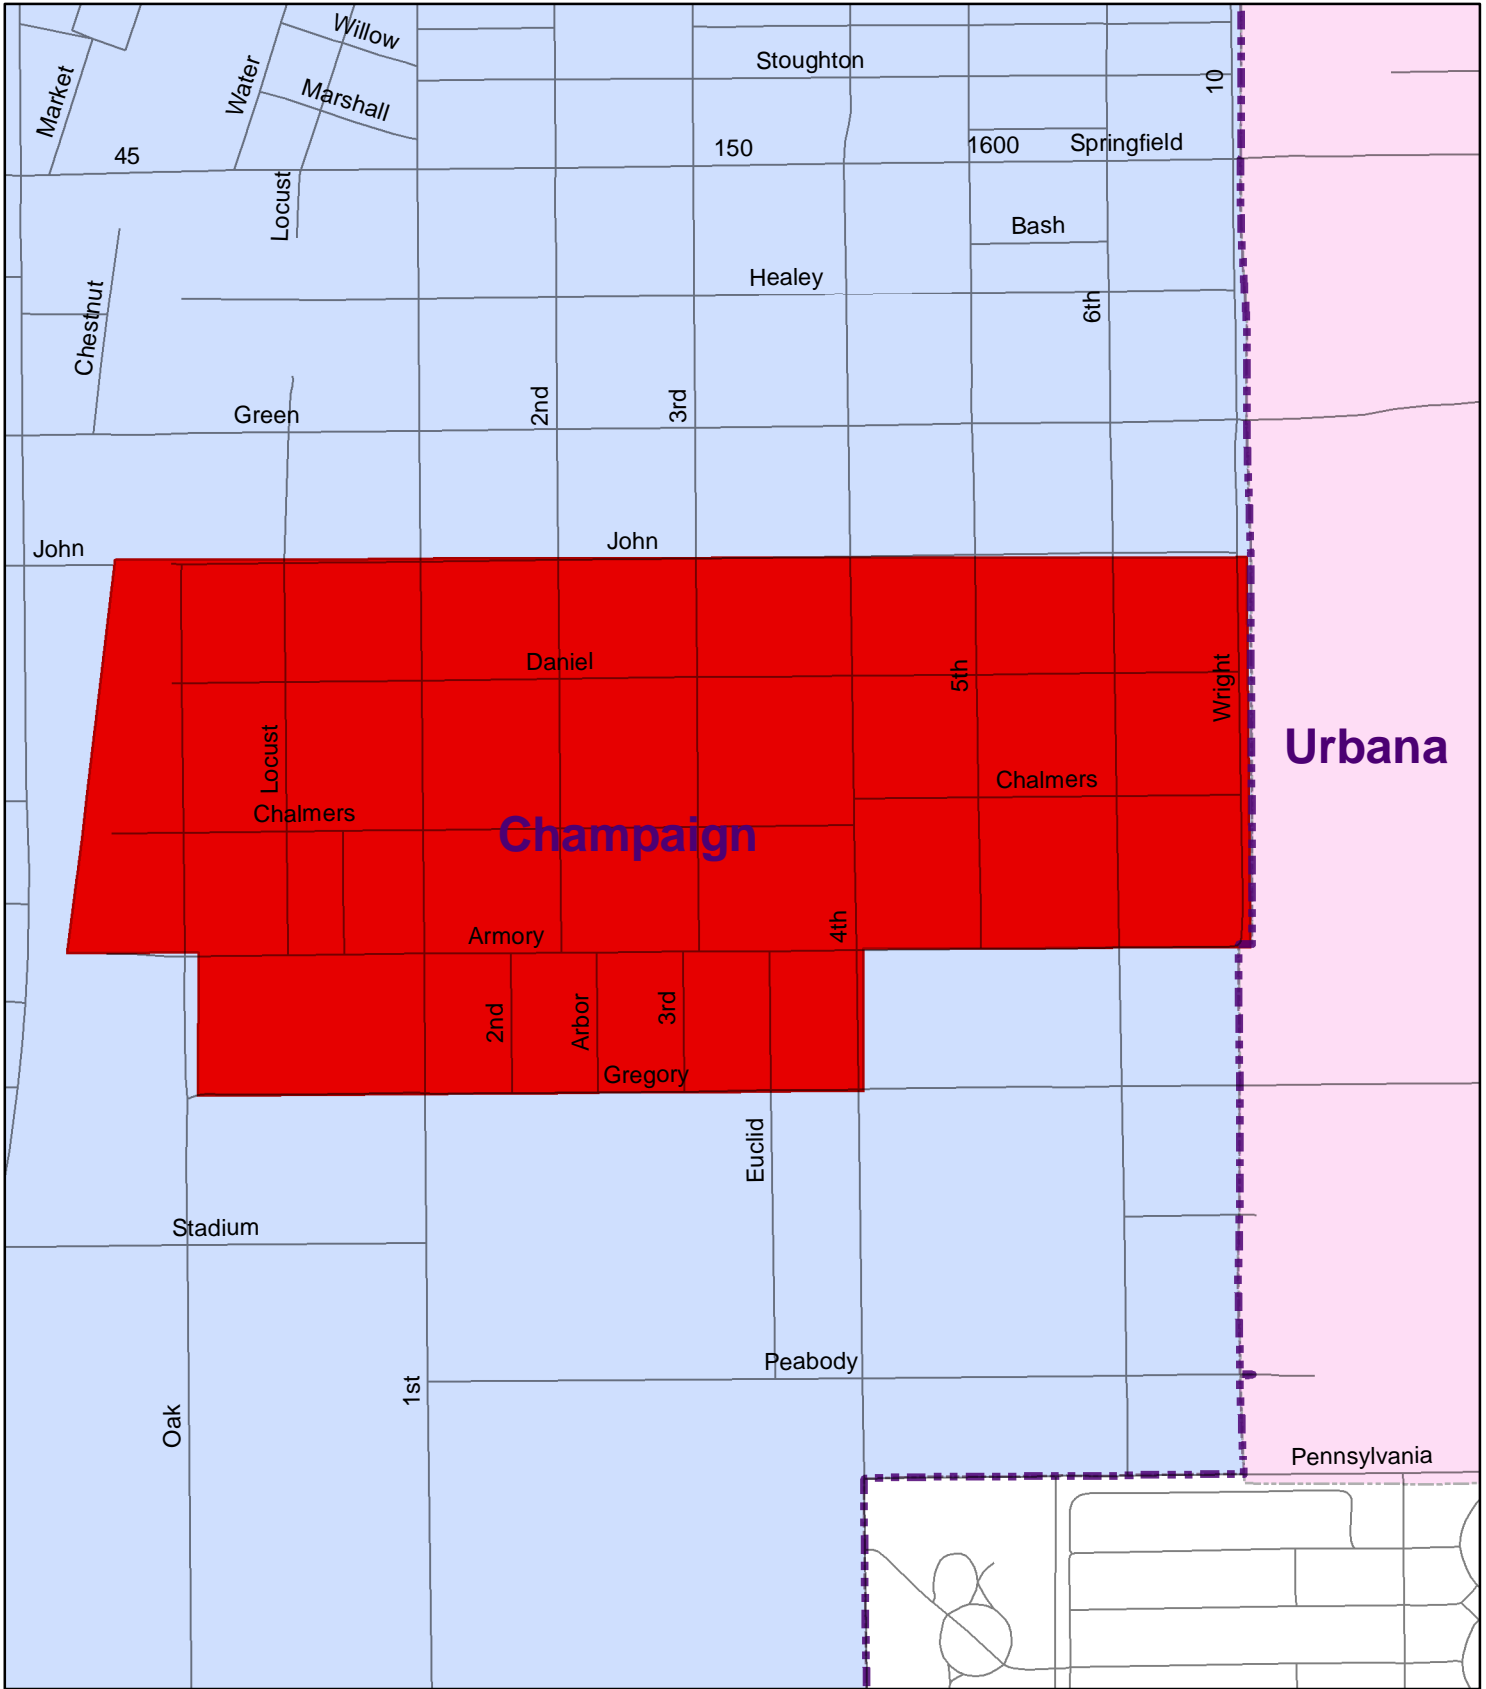 Willow
Stoughton
Market
Water
Marshall
10
45
150
1600
Springfield
Locust
Bash
Healey
Chestnut
6th
2nd
3rd
Green
John
John
Daniel
5th
Wright
Locust
Urbana
Chalmers
Chalmers
Champaign
4th
Armory
2nd
Arbor
3rd
Gregory
Euclid
Stadium
Peabody
1st
Oak
Pennsylvania